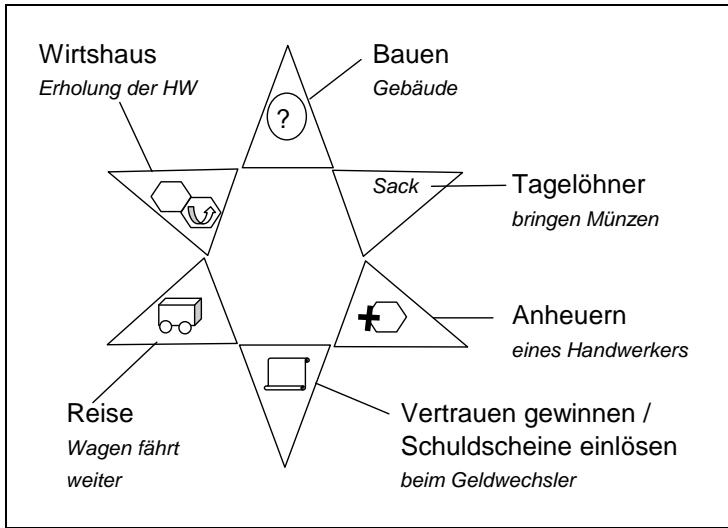 Wirtshaus
Erholung der HW
Bauen
Gebäude
?
Sack
Tagelöhner
bringen Münzen
Anheuern
eines Handwerkers
Reise
Wagen fährt
weiter
Vertrauen gewinnen /
Schuldscheine einlösen
beim Geldwechsler